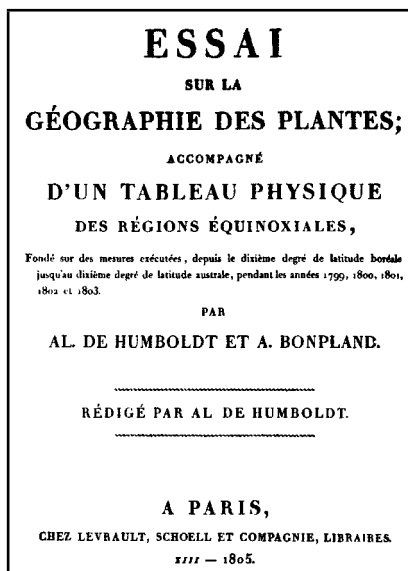 ESSAI
SUR LA
GÉOGRAPHIE DES PLANTES;
ACCOMPAGNÉ
D'UN TABLEAU PHYSIQUE
DES RÉGIONS ÉQUINOXIALES,
Fondé sur des mesures exécutées, depuis le dixième degré de latitude boréale
jusqu'au dixième degré de latitude australe, pendant les années 1799, 1800, 1801,
1802 et 1803.
PAR
AL. DE HUMBOLDT ET A. BONPLAND.
RÉDIGÉ PAR AL DE HUMBOLDT.
A PARIS,
CHEZ LEVRAULT, SCHOELL ET COMPAGNIE, LIBRAIRES.
XIII — 1805.